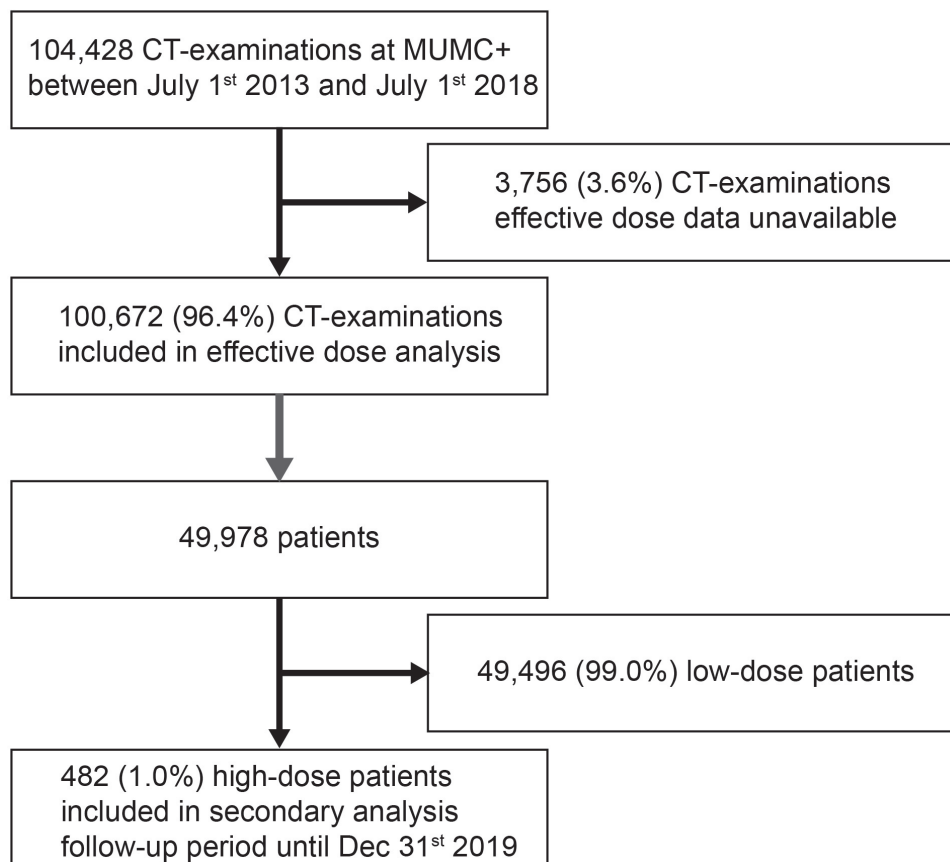 104,428 CT-examinations at MUMC+
between July 1st 2013 and July 1st 2018
3,756 (3.6%) CT-examinations
effective dose data unavailable
100,672 (96.4%) CT-examinations
included in effective dose analysis
49,978 patients
49,496 (99.0%) low-dose patients
482 (1.0%) high-dose patients
included in secondary analysis
follow-up period until Dec 31st 2019